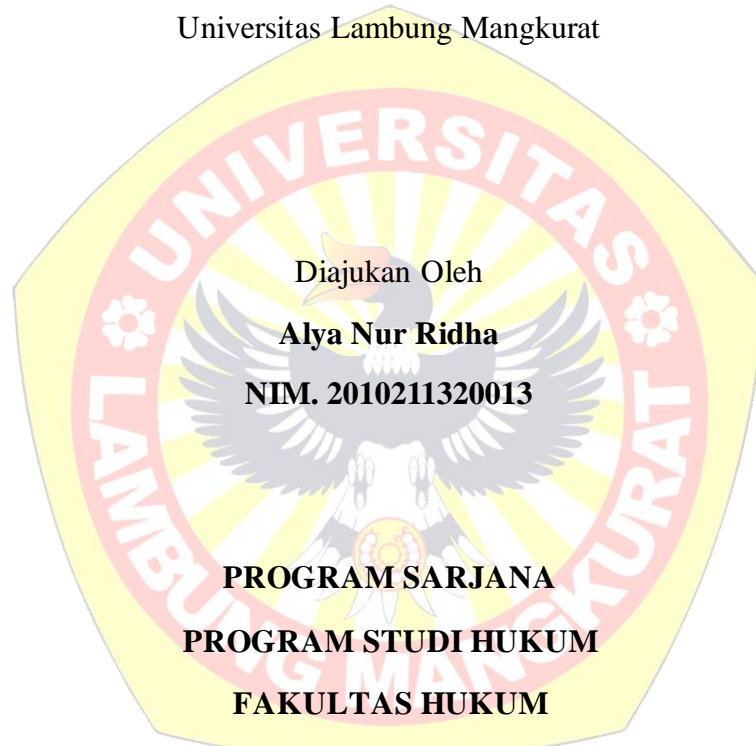 Universitas Lambung Mangkurat
UNIVERSITAS
LAMBUNG MANGKURAT
Diajukan Oleh
Alya Nur Ridha
NIM. 2010211320013
PROGRAM SARJANA
PROGRAM STUDI HUKUM
FAKULTAS HUKUM